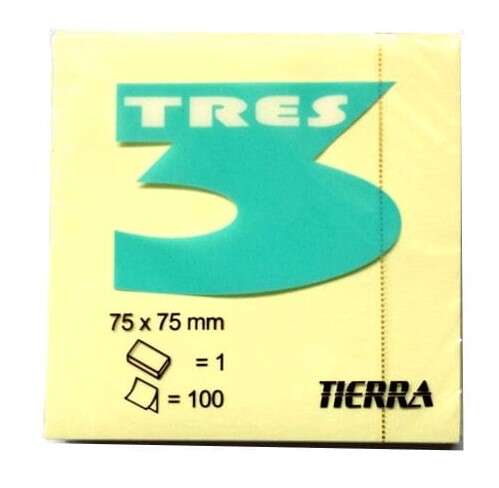 TRES
3
75 x 75 mm
= 1
= 100
TIERRA